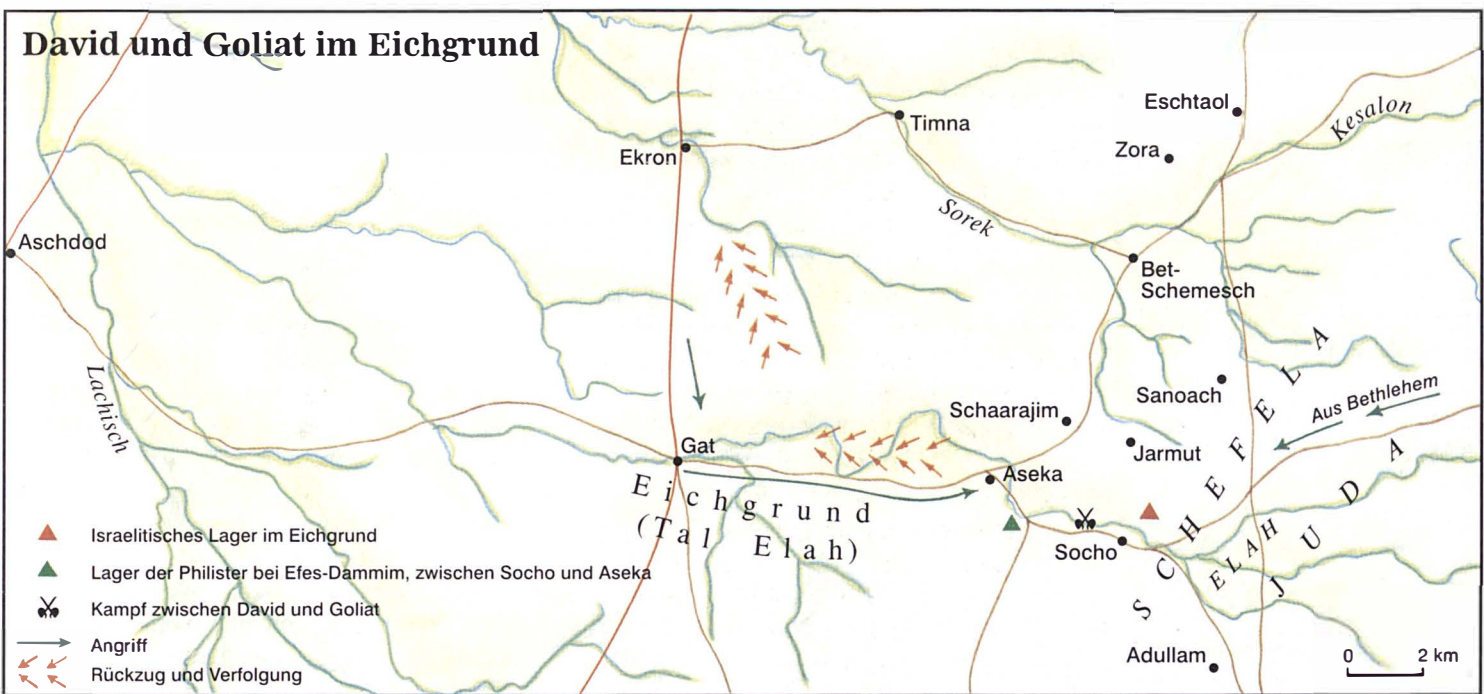 David und Goliat im Eichgrund
Eschtaol
Kesalon
Timna
Zora
Ekron
Sorek
Aschdod
Bet-
Schemesch
Lachisch
Sanoach
Aus Bethlehem
Schaarajim
Jarmut
Gat
Aseka
Eichgrund
(Tal Elah)
SCHEFELA
JUDA
ELAH
Socho
Adullam
Israelitisches Lager im Eichgrund
Lager der Philister bei Efes-Dammim, zwischen Socho und Aseka
Kampf zwischen David und Goliat
Angriff
Rückzug und Verfolgung
0 2 km